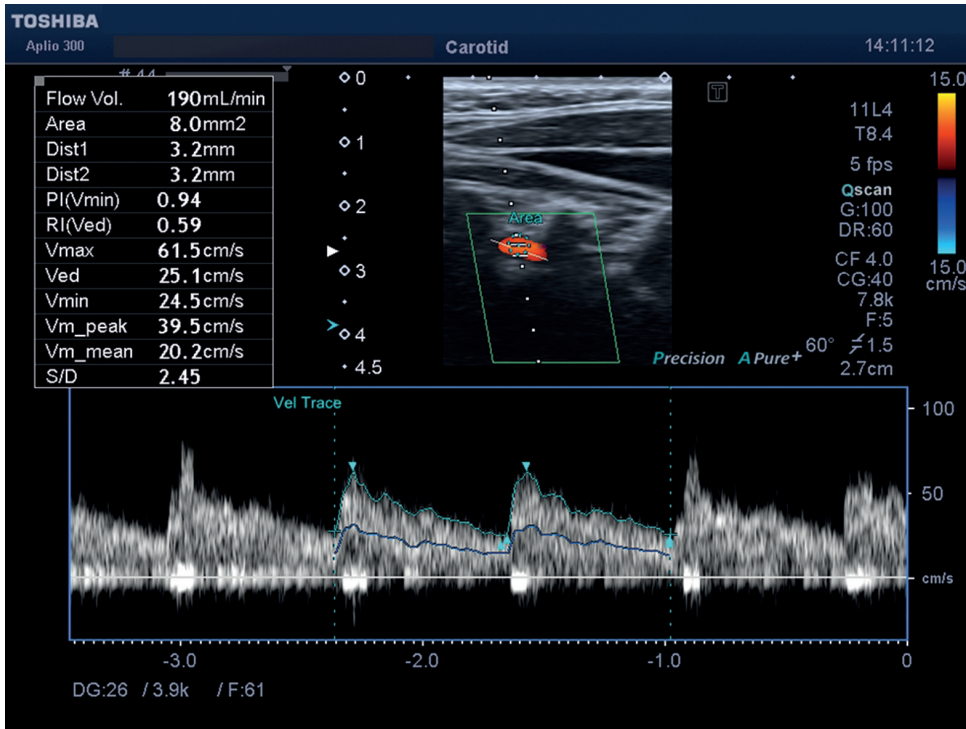 TOSHIBA
Aplio 300
Carotid
14:11:12
# 44
Flow Vol. 190mL/min
Area 8.0mm2
Dist1 3.2mm
Dist2 3.2mm
PI(Vmin) 0.94
RI(Ved) 0.59
Vmax 61.5cm/s
Ved 25.1cm/s
Vmin 24.5cm/s
Vm_peak 39.5cm/s
Vm_mean 20.2cm/s
S/D 2.45
0
1
2
3
4
4.5
T
Area
15.0
11L4
T8.4
5 fps
Qscan
G:100
DR:60
CF 4.0
CG:40
7.8k
F:5
60° 1.5
2.7cm
15.0
cm/s
Precision A Pure+
Vel Trace
100
50
cm/s
-3.0
-2.0
-1.0
0
DG:26 / 3.9k / F:61